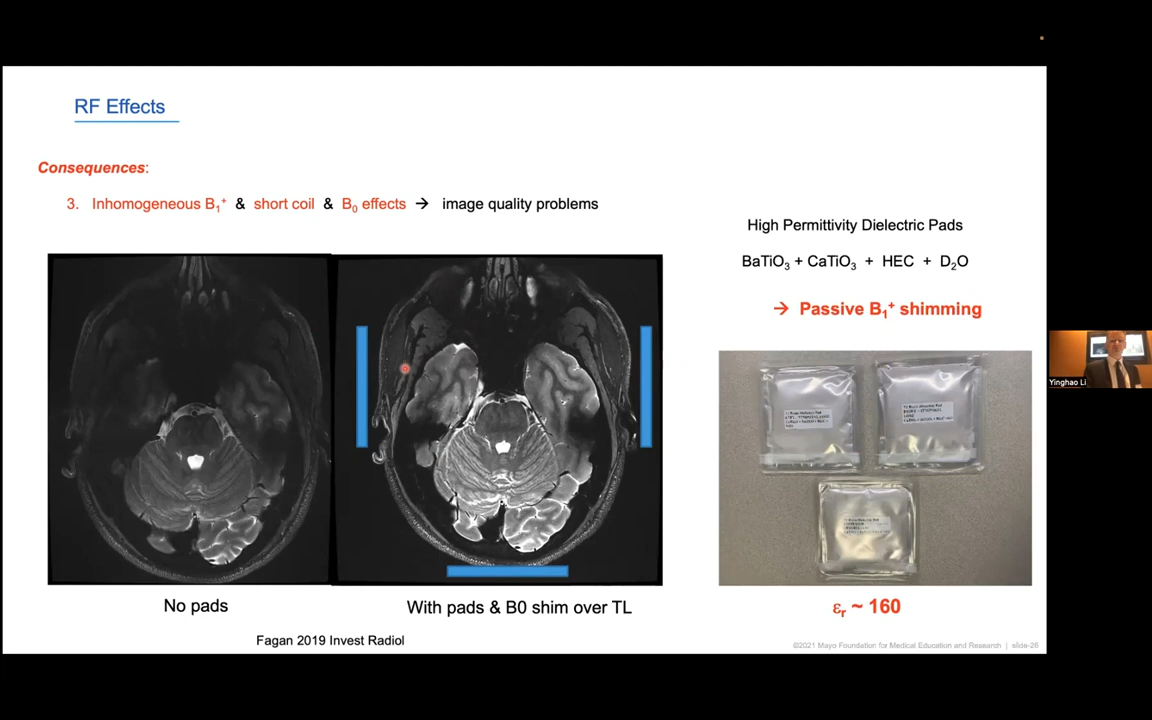 RF Effects
Consequences:
3. Inhomogeneous B₁⁺ & short coil & B₀ effects → image quality problems
High Permittivity Dielectric Pads
BaTiO₃ + CaTiO₃ + HEC + D₂O
→ Passive B₁⁺ shimming
Yinghao Li
No pads
With pads & B0 shim over TL
εᵣ ~ 160
Fagan 2019 Invest Radiol
©2021 Mayo Foundation for Medical Education and Research | slide-26